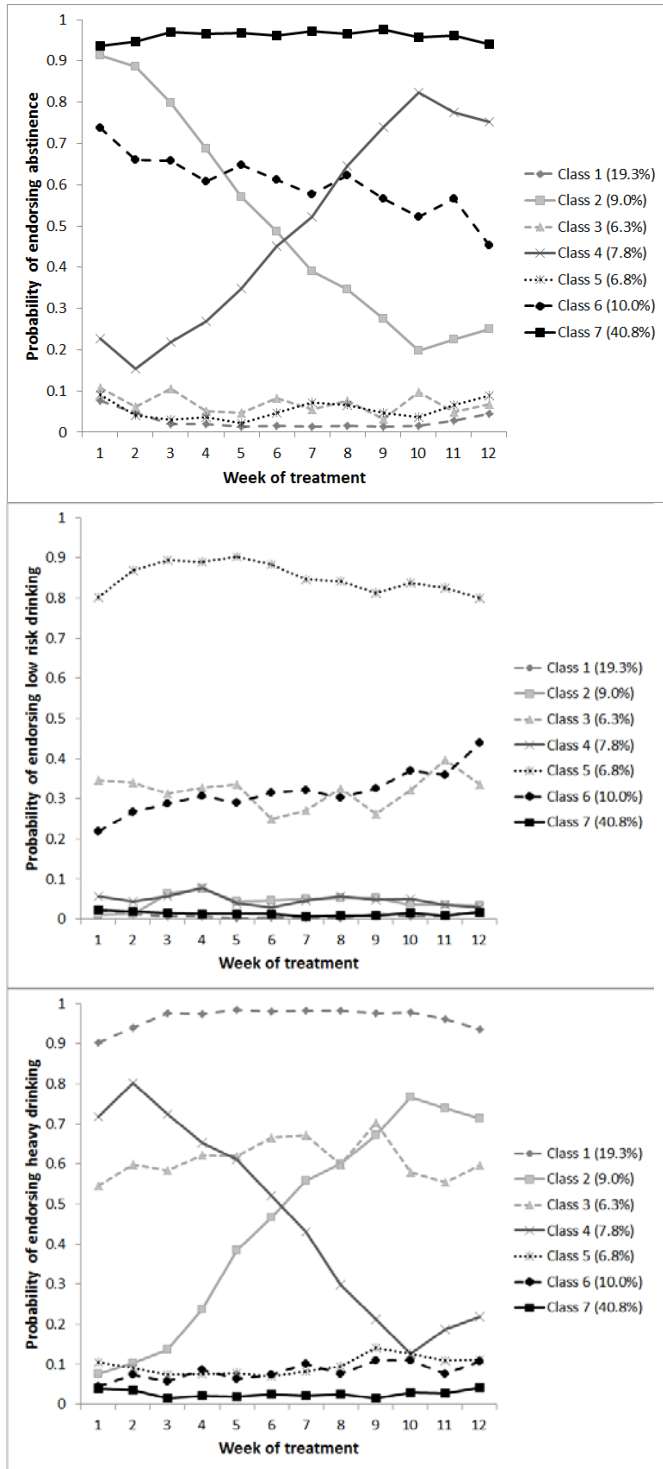 Probability of endorsing abstinence
1
0.9
0.8
0.7
0.6
0.5
0.4
0.3
0.2
0.1
0
1 2 3 4 5 6 7 8 9 10 11 12
Week of treatment
Class 1 (19.3%)
Class 2 (9.0%)
Class 3 (6.3%)
Class 4 (7.8%)
Class 5 (6.8%)
Class 6 (10.0%)
Class 7 (40.8%)
Probability of endorsing low risk drinking
1
0.9
0.8
0.7
0.6
0.5
0.4
0.3
0.2
0.1
0
1 2 3 4 5 6 7 8 9 10 11 12
Week of treatment
Class 1 (19.3%)
Class 2 (9.0%)
Class 3 (6.3%)
Class 4 (7.8%)
Class 5 (6.8%)
Class 6 (10.0%)
Class 7 (40.8%)
Probability of endorsing heavy drinking
1
0.9
0.8
0.7
0.6
0.5
0.4
0.3
0.2
0.1
0
1 2 3 4 5 6 7 8 9 10 11 12
Week of treatment
Class 1 (19.3%)
Class 2 (9.0%)
Class 3 (6.3%)
Class 4 (7.8%)
Class 5 (6.8%)
Class 6 (10.0%)
Class 7 (40.8%)